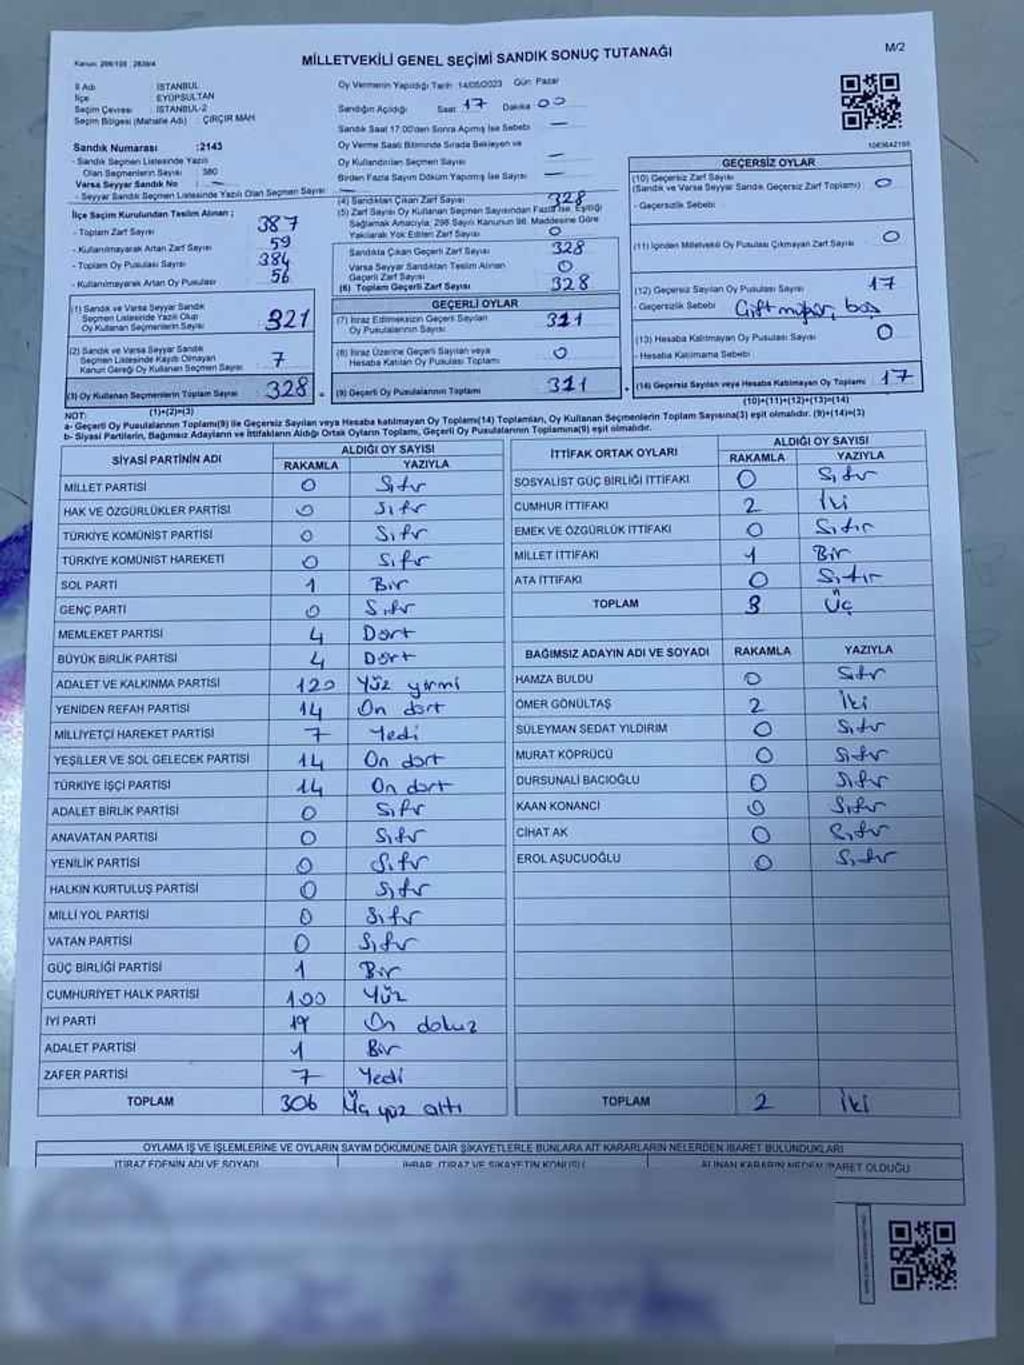 MİLLETVEKİLİ GENEL SEÇİMİ SANDIK SONUÇ TUTANAĞI
M/2
İl Adı İSTANBUL
İlçe EYÜPSULTAN
Seçim Çevresi İSTANBUL-2
Seçim Bölgesi (Mahalle Adı) : ÇIRÇIR MAH
Oy Vermenin Yapıldığı Tarih 14/05/2023 Gün Pazar
Sandığın Açıldığı Saat 17 Dakika 00
Sandık Saat 17:00'den Sonra Açılmış İse Sebebi —
Oy Verme Saati Bitiminde Sırada Bekleyen ve
Oy Kullandırılan Seçmen Sayısı —
Birden Fazla Sayım Döküm Yapılmış İse Sayısı —
Sandık Numarası :2143
- Sandık Seçmen Listesinde Yazılı
Olan Seçmenlerin Sayısı : 380
Varsa Seyyar Sandık No : —
- Seyyar Sandık Seçmen Listesinde Yazılı Olan Seçmen Sayısı —
İlçe Seçim Kurulundan Teslim Alınan ;
- Toplam Zarf Sayısı 387
- Kullanılmayarak Artan Zarf Sayısı 59
- Toplam Oy Pusulası Sayısı 384
- Kullanılmayarak Artan Oy Pusulası 56
(1) Sandık ve Varsa Seyyar Sandık
Seçmen Listesinde Yazılı Olup
Oy Kullanan Seçmenlerin Sayısı 321
(2) Sandık ve Varsa Seyyar Sandık
Seçmen Listesinde Kaydı Olmayan
Kanun Gereği Oy Kullanan Seçmen Sayısı 7
(3) Oy Kullanan Seçmenlerin Toplam Sayısı 328
(1)+(2)=(3)
(4) Sandıktan Çıkan Zarf Sayısı 328
(5) Zarf Sayısı Oy Kullanan Seçmen Sayısından Fazla İse, Eşitliği
Sağlamak Amacıyla; 298 Sayılı Kanunun 98. Maddesine Göre
Yakılarak Yok Edilen Zarf Sayısı 0
Sandıkta Çıkan Geçerli Zarf Sayısı 328
Varsa Seyyar Sandıktan Teslim Alınan
Geçerli Zarf Sayısı 0
(6) Toplam Geçerli Zarf Sayısı 328
GEÇERLİ OYLAR
(7) İtiraz Edilmeksizin Geçerli Sayılan
Oy Pusulalarının Sayısı 311
(8) İtiraz Üzerine Geçerli Sayılan veya
Hesaba Katılan Oy Pusulası Toplamı 0
(9) Geçerli Oy Pusulalarının Toplamı 311
GEÇERSİZ OYLAR
(10) Geçersiz Zarf Sayısı
(Sandık ve Varsa Seyyar Sandık Geçersiz Zarf Toplamı) 0
- Geçersizlik Sebebi :
(11) İçinden Milletvekili Oy Pusulası Çıkmayan Zarf Sayısı 0
(12) Geçersiz Sayılan Oy Pusulası Sayısı 17
- Geçersizlik Sebebi : Çift mühür, boş
(13) Hesaba Katılmayan Oy Pusulası Sayısı 0
- Hesaba Katılmama Sebebi :
(14) Geçersiz Sayılan veya Hesaba Katılmayan Oy Toplamı 17
(10)+(11)+(12)+(13)=(14)
NOT:
a- Geçerli Oy Pusulalarının Toplamı(9) ile Geçersiz Sayılan veya Hesaba katılmayan Oy Toplamı(14) Toplamları, Oy Kullanan Seçmenlerin Toplam Sayısına(3) eşit olmalıdır. (9)+(14)=(3)
b- Siyasi Partilerin, Bağımsız Adayların ve İttifakların Aldığı Ortak Oyların Toplamı, Geçerli Oy Pusulalarının Toplamına(9) eşit olmalıdır.
SİYASİ PARTİNİN ADI ALDIĞI OY SAYISI
RAKAMLA YAZIYLA
MİLLET PARTİSİ 0 Sıfır
HAK VE ÖZGÜRLÜKLER PARTİSİ 0 Sıfır
TÜRKİYE KOMÜNİST PARTİSİ 0 Sıfır
TÜRKİYE KOMÜNİST HAREKETİ 0 Sıfır
SOL PARTİ 1 Bir
GENÇ PARTİ 0 Sıfır
MEMLEKET PARTİSİ 4 Dört
BÜYÜK BİRLİK PARTİSİ 4 Dört
ADALET VE KALKINMA PARTİSİ 120 Yüz yirmi
YENİDEN REFAH PARTİSİ 14 On dört
MİLLİYETÇİ HAREKET PARTİSİ 7 Yedi
YEŞİLLER VE SOL GELECEK PARTİSİ 14 On dört
TÜRKİYE İŞÇİ PARTİSİ 14 On dört
ADALET BİRLİK PARTİSİ 0 Sıfır
ANAVATAN PARTİSİ 0 Sıfır
YENİLİK PARTİSİ 0 Sıfır
HALKIN KURTULUŞ PARTİSİ 0 Sıfır
MİLLİ YOL PARTİSİ 0 Sıfır
VATAN PARTİSİ 0 Sıfır
GÜÇ BİRLİĞİ PARTİSİ 1 Bir
CUMHURİYET HALK PARTİSİ 100 Yüz
İYİ PARTİ 19 On dokuz
ADALET PARTİSİ 1 Bir
ZAFER PARTİSİ 7 Yedi
TOPLAM 306 Üç yüz altı
İTTİFAK ORTAK OYLARI ALDIĞI OY SAYISI
RAKAMLA YAZIYLA
SOSYALİST GÜÇ BİRLİĞİ İTTİFAKI 0 Sıfır
CUMHUR İTTİFAKI 2 İki
EMEK VE ÖZGÜRLÜK İTTİFAKI 0 Sıfır
MİLLET İTTİFAKI 1 Bir
ATA İTTİFAKI 0 Sıfır
TOPLAM 3 Üç
BAĞIMSIZ ADAYIN ADI VE SOYADI RAKAMLA YAZIYLA
HAMZA BULDU 0 Sıfır
ÖMER GÖNÜLTAŞ 2 İki
SÜLEYMAN SEDAT YILDIRIM 0 Sıfır
MURAT KÖPRÜCÜ 0 Sıfır
DURSUNALİ BACIOĞLU 0 Sıfır
KAAN KONANCI 0 Sıfır
CİHAT AK 0 Sıfır
EROL AŞUCUOĞLU 0 Sıfır
TOPLAM 2 İki
OYLAMA İŞ VE İŞLEMLERİNE VE OYLARIN SAYIM DÖKÜMÜNE DAİR ŞİKAYETLERLE BUNLARA AİT KARARLARIN NELERDEN İBARET BULUNDUKLARI
İTİRAZ EDENİN ADI VE SOYADI İHBAR, İTİRAZ VE ŞİKAYETİN KONUSU ALINAN KARARIN NEDEN İBARET OLDUĞU